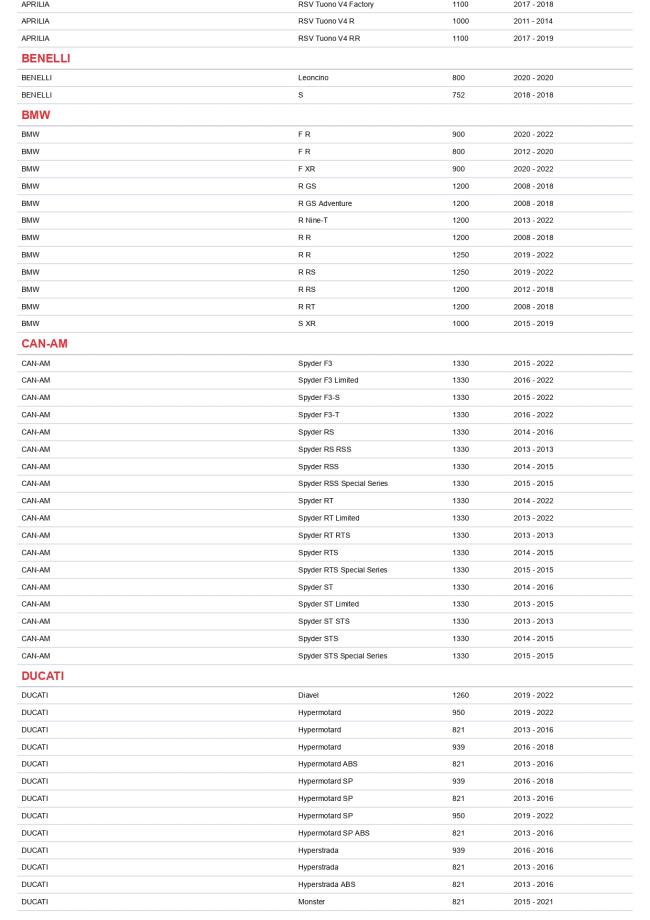 APRILIA RSV Tuono V4 Factory 1100 2017 - 2018
APRILIA RSV Tuono V4 R 1000 2011 - 2014
APRILIA RSV Tuono V4 RR 1100 2017 - 2019
BENELLI
BENELLI Leoncino 800 2020 - 2020
BENELLI S 752 2018 - 2018
BMW
BMW F R 900 2020 - 2022
BMW F R 800 2012 - 2020
BMW F XR 900 2020 - 2022
BMW R GS 1200 2008 - 2018
BMW R GS Adventure 1200 2008 - 2018
BMW R Nine-T 1200 2013 - 2022
BMW R R 1200 2008 - 2018
BMW R R 1250 2019 - 2022
BMW R RS 1250 2019 - 2022
BMW R RS 1200 2012 - 2018
BMW R RT 1200 2008 - 2018
BMW S XR 1000 2015 - 2019
CAN-AM
CAN-AM Spyder F3 1330 2015 - 2022
CAN-AM Spyder F3 Limited 1330 2016 - 2022
CAN-AM Spyder F3-S 1330 2015 - 2022
CAN-AM Spyder F3-T 1330 2016 - 2022
CAN-AM Spyder RS 1330 2014 - 2016
CAN-AM Spyder RS RSS 1330 2013 - 2013
CAN-AM Spyder RSS 1330 2014 - 2015
CAN-AM Spyder RSS Special Series 1330 2015 - 2015
CAN-AM Spyder RT 1330 2014 - 2022
CAN-AM Spyder RT Limited 1330 2013 - 2022
CAN-AM Spyder RT RTS 1330 2013 - 2013
CAN-AM Spyder RTS 1330 2014 - 2015
CAN-AM Spyder RTS Special Series 1330 2015 - 2015
CAN-AM Spyder ST 1330 2014 - 2016
CAN-AM Spyder ST Limited 1330 2013 - 2015
CAN-AM Spyder ST STS 1330 2013 - 2013
CAN-AM Spyder STS 1330 2014 - 2015
CAN-AM Spyder STS Special Series 1330 2015 - 2015
DUCATI
DUCATI Diavel 1260 2019 - 2022
DUCATI Hypermotard 950 2019 - 2022
DUCATI Hypermotard 821 2013 - 2016
DUCATI Hypermotard 939 2016 - 2018
DUCATI Hypermotard ABS 821 2013 - 2016
DUCATI Hypermotard SP 939 2016 - 2018
DUCATI Hypermotard SP 821 2013 - 2016
DUCATI Hypermotard SP 950 2019 - 2022
DUCATI Hypermotard SP ABS 821 2013 - 2016
DUCATI Hyperstrada 939 2016 - 2016
DUCATI Hyperstrada 821 2013 - 2016
DUCATI Hyperstrada ABS 821 2013 - 2016
DUCATI Monster 821 2015 - 2021